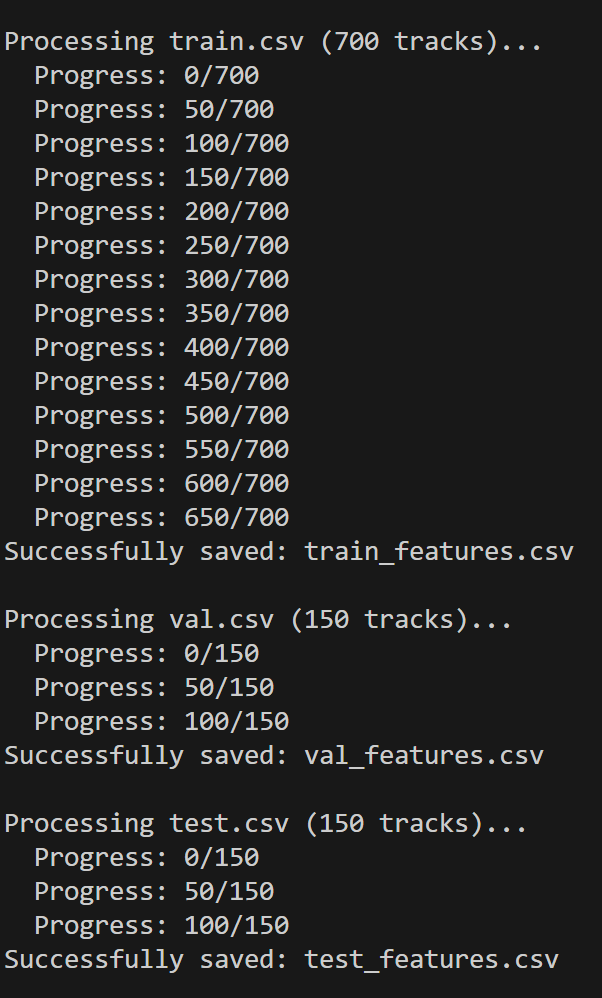 Processing train.csv (700 tracks)...
Progress: 0/700
Progress: 50/700
Progress: 100/700
Progress: 150/700
Progress: 200/700
Progress: 250/700
Progress: 300/700
Progress: 350/700
Progress: 400/700
Progress: 450/700
Progress: 500/700
Progress: 550/700
Progress: 600/700
Progress: 650/700
Successfully saved: train_features.csv
Processing val.csv (150 tracks)...
Progress: 0/150
Progress: 50/150
Progress: 100/150
Successfully saved: val_features.csv
Processing test.csv (150 tracks)...
Progress: 0/150
Progress: 50/150
Progress: 100/150
Successfully saved: test_features.csv